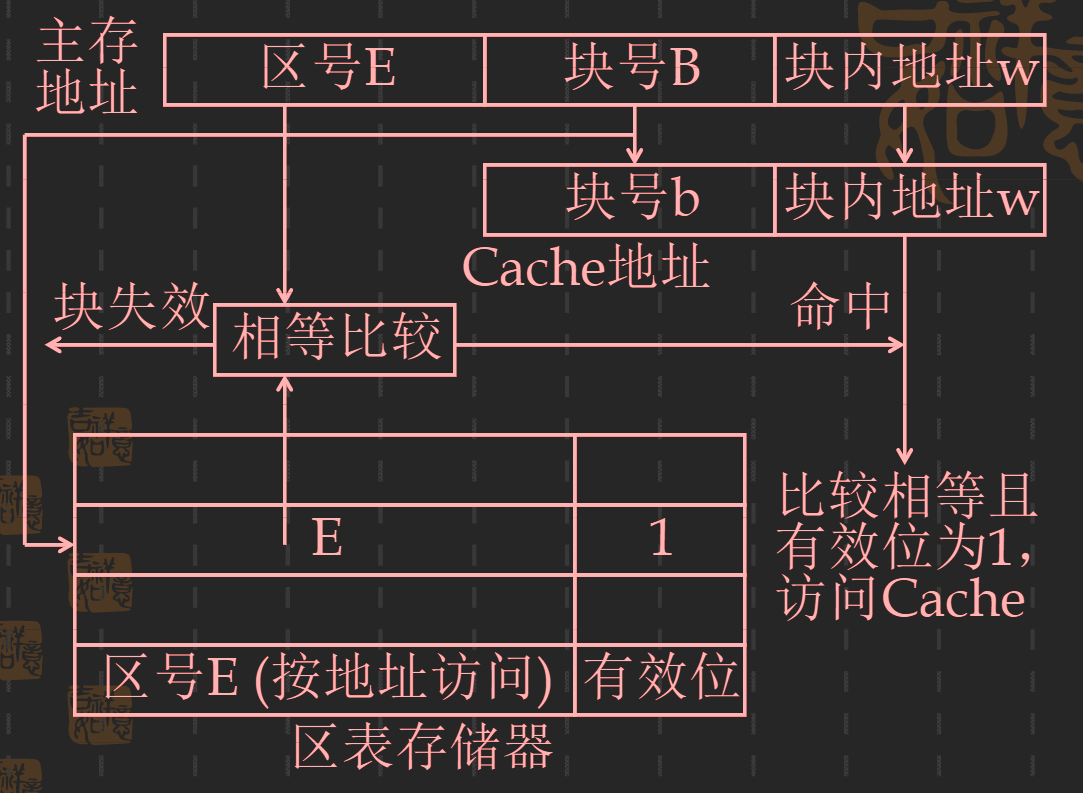 主存
地址
区号E
块号B
块内地址w
块号b
块内地址w
Cache地址
块失效
相等比较
命中
E
1
比较相等且
有效位为1,
访问Cache
区号E (按地址访问)
有效位
区表存储器